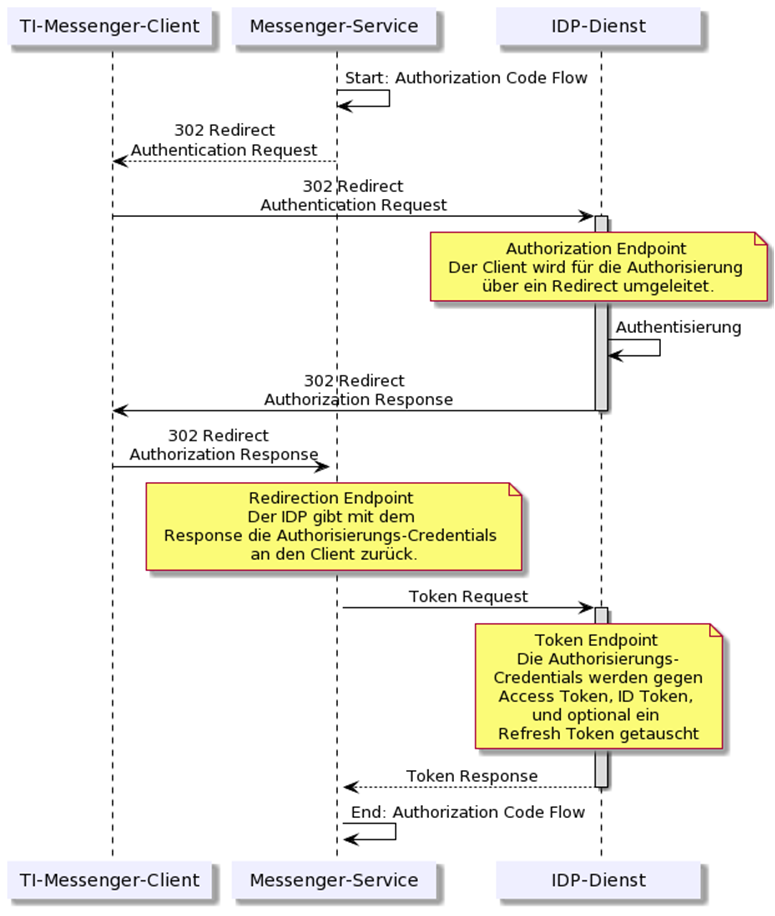 TI-Messenger-Client
Messenger-Service
IDP-Dienst
Start: Authorization Code Flow
302 Redirect
Authentication Request
302 Redirect
Authentication Request
Authorization Endpoint
Der Client wird für die Authorisierung
über ein Redirect umgeleitet.
Authentisierung
302 Redirect
Authorization Response
302 Redirect
Authorization Response
Redirection Endpoint
Der IDP gibt mit dem
Response die Authorisierungs-Credentials
an den Client zurück.
Token Request
Token Endpoint
Die Authorisierungs-
Credentials werden gegen
Access Token, ID Token,
und optional ein
Refresh Token getauscht
Token Response
End: Authorization Code Flow
TI-Messenger-Client
Messenger-Service
IDP-Dienst